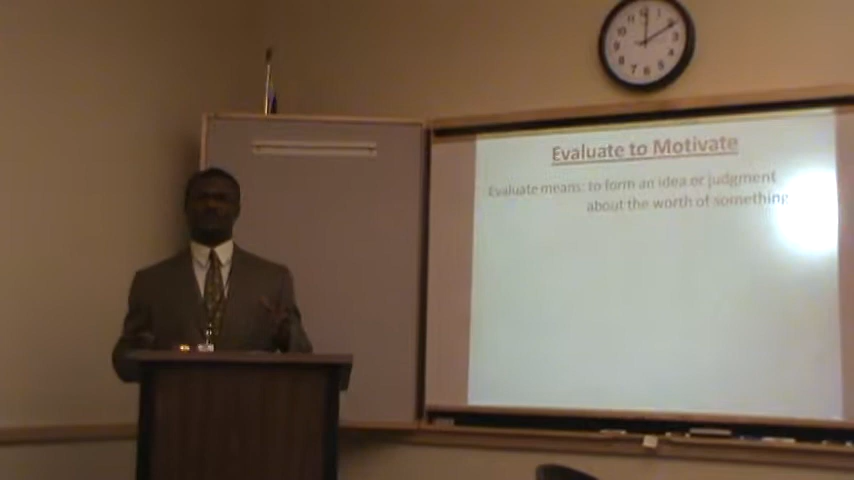 Evaluate to Motivate
Evaluate means: to form an idea or judgment
about the worth of something